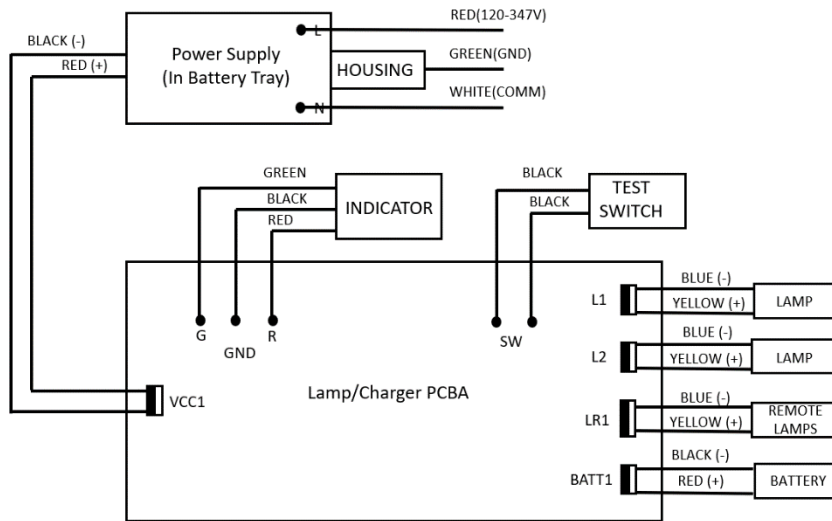 RED(120-347V)
BLACK (-)
L
Power Supply
(In Battery Tray)
GREEN(GND)
RED (+)
HOUSING
WHITE(COMM)
N
GREEN
BLACK
RED
INDICATOR
BLACK
BLACK
TEST
SWITCH
G
GND
R
SW
L1
BLUE (-)
YELLOW (+)
LAMP
L2
BLUE (-)
YELLOW (+)
LAMP
VCC1
Lamp/Charger PCBA
LR1
BLUE (-)
YELLOW (+)
REMOTE
LAMPS
BATT1
BLACK (-)
RED (+)
BATTERY